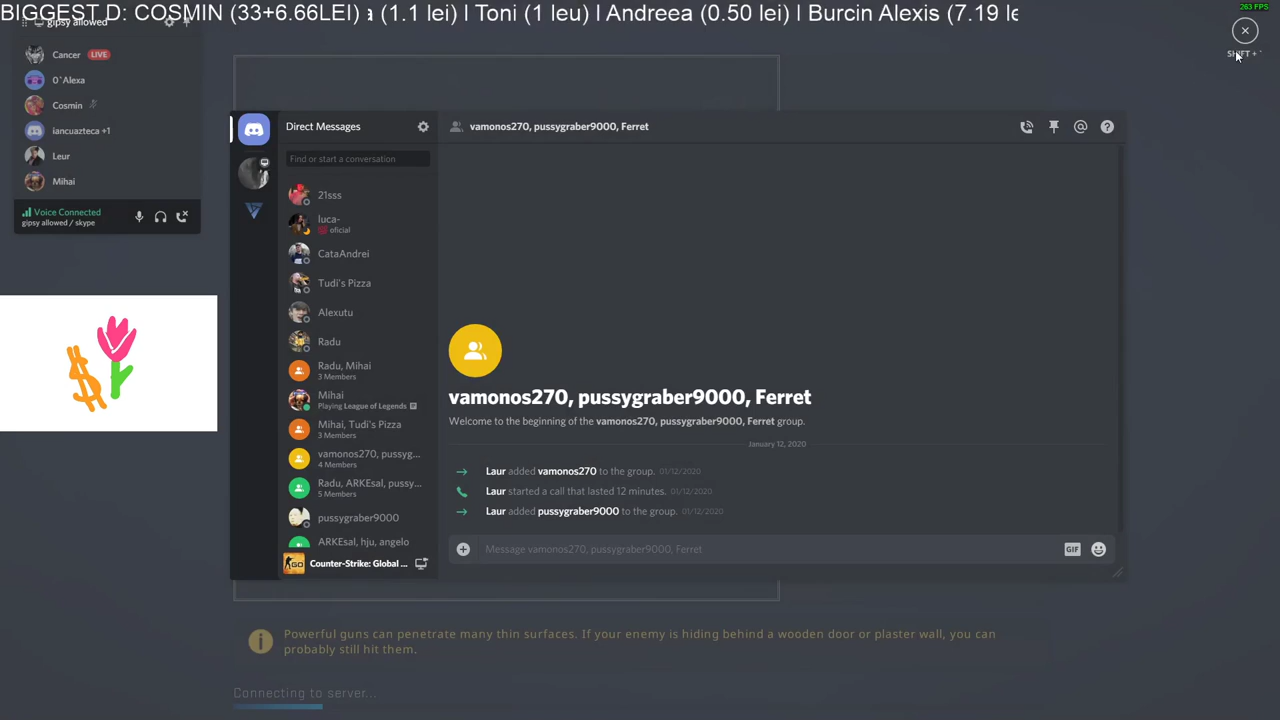 BIGGEST D: COSMIN (33+6.66LEI)
(1.1 lei) l Toni (1 leu) l Andreea (0.50 lei) l Burcin Alexis (7.19
263 FPS
gipsy allowed
SHIFT + `
Cancer LIVE
0`Alexa
Cosmin
iancuazteca +1
Leur
Mihai
Voice Connected
gipsy allowed / skype
Direct Messages
Find or start a conversation
21sss
luca-
oficial
CataAndrei
Tudi's Pizza
Alexutu
Radu
Radu, Mihai
3 Members
Mihai
Playing League of Legends
Mihai, Tudi's Pizza
3 Members
vamonos270, pussyg...
4 Members
Radu, ARKEsal, pussy...
5 Members
pussygraber9000
ARKEsal, hju, angelo
GO
Counter-Strike: Global ...
vamonos270, pussygraber9000, Ferret
vamonos270, pussygraber9000, Ferret
Welcome to the beginning of the vamonos270, pussygraber9000, Ferret group.
January 12, 2020
Laur added vamonos270 to the group. 01/12/2020
Laur started a call that lasted 12 minutes. 01/12/2020
Laur added pussygraber9000 to the group. 01/12/2020
Message vamonos270, pussygraber9000, Ferret
GIF
Powerful guns can penetrate many thin surfaces. If your enemy is hiding behind a wooden door or plaster wall, you can
probably still hit them.
Connecting to server...